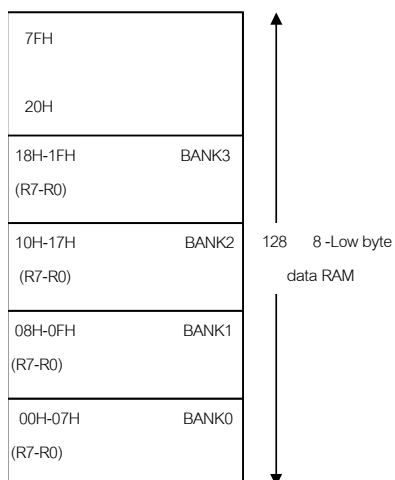 7FH
20H
18H-1FH BANK3
(R7-R0)
10H-17H BANK2
(R7-R0)
128 8 -Low byte
data RAM
08H-0FH BANK1
(R7-R0)
00H-07H BANK0
(R7-R0)